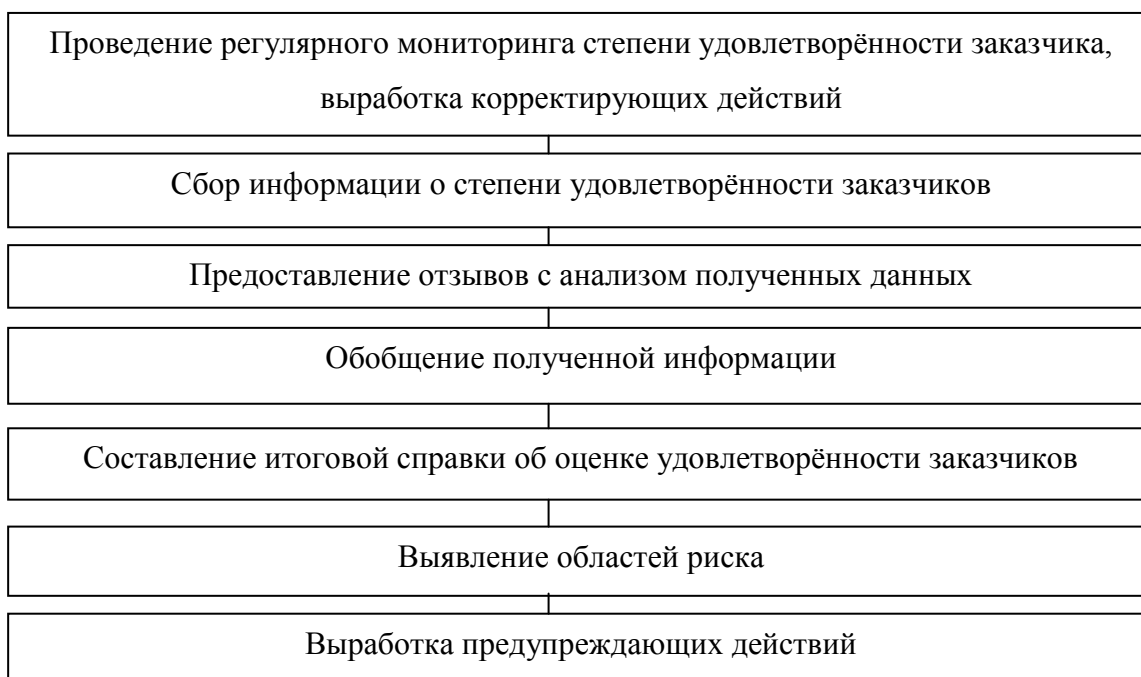 Проведение регулярного мониторинга степени удовлетворённости заказчика,
выработка корректирующих действий
Сбор информации о степени удовлетворённости заказчиков
Предоставление отзывов с анализом полученных данных
Обобщение полученной информации
Составление итоговой справки об оценке удовлетворённости заказчиков
Выявление областей риска
Выработка предупреждающих действий